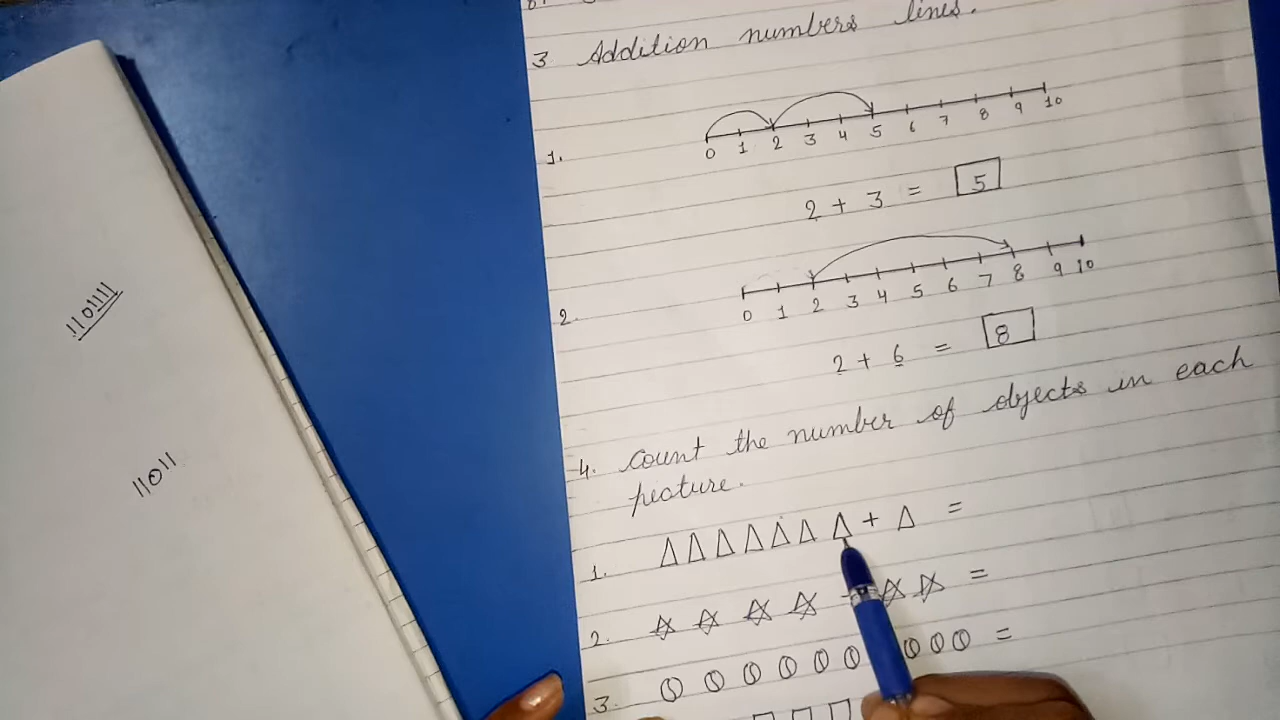 3 Addition numbers lines.
1.
0 1 2 3 4 5 6 7 8 9 10
2 + 3 = 5
2.
0 1 2 3 4 5 6 7 8 9 10
2 + 6 = 8
4. count the number of objects in each
picture.
1. + =
2. =
3. =